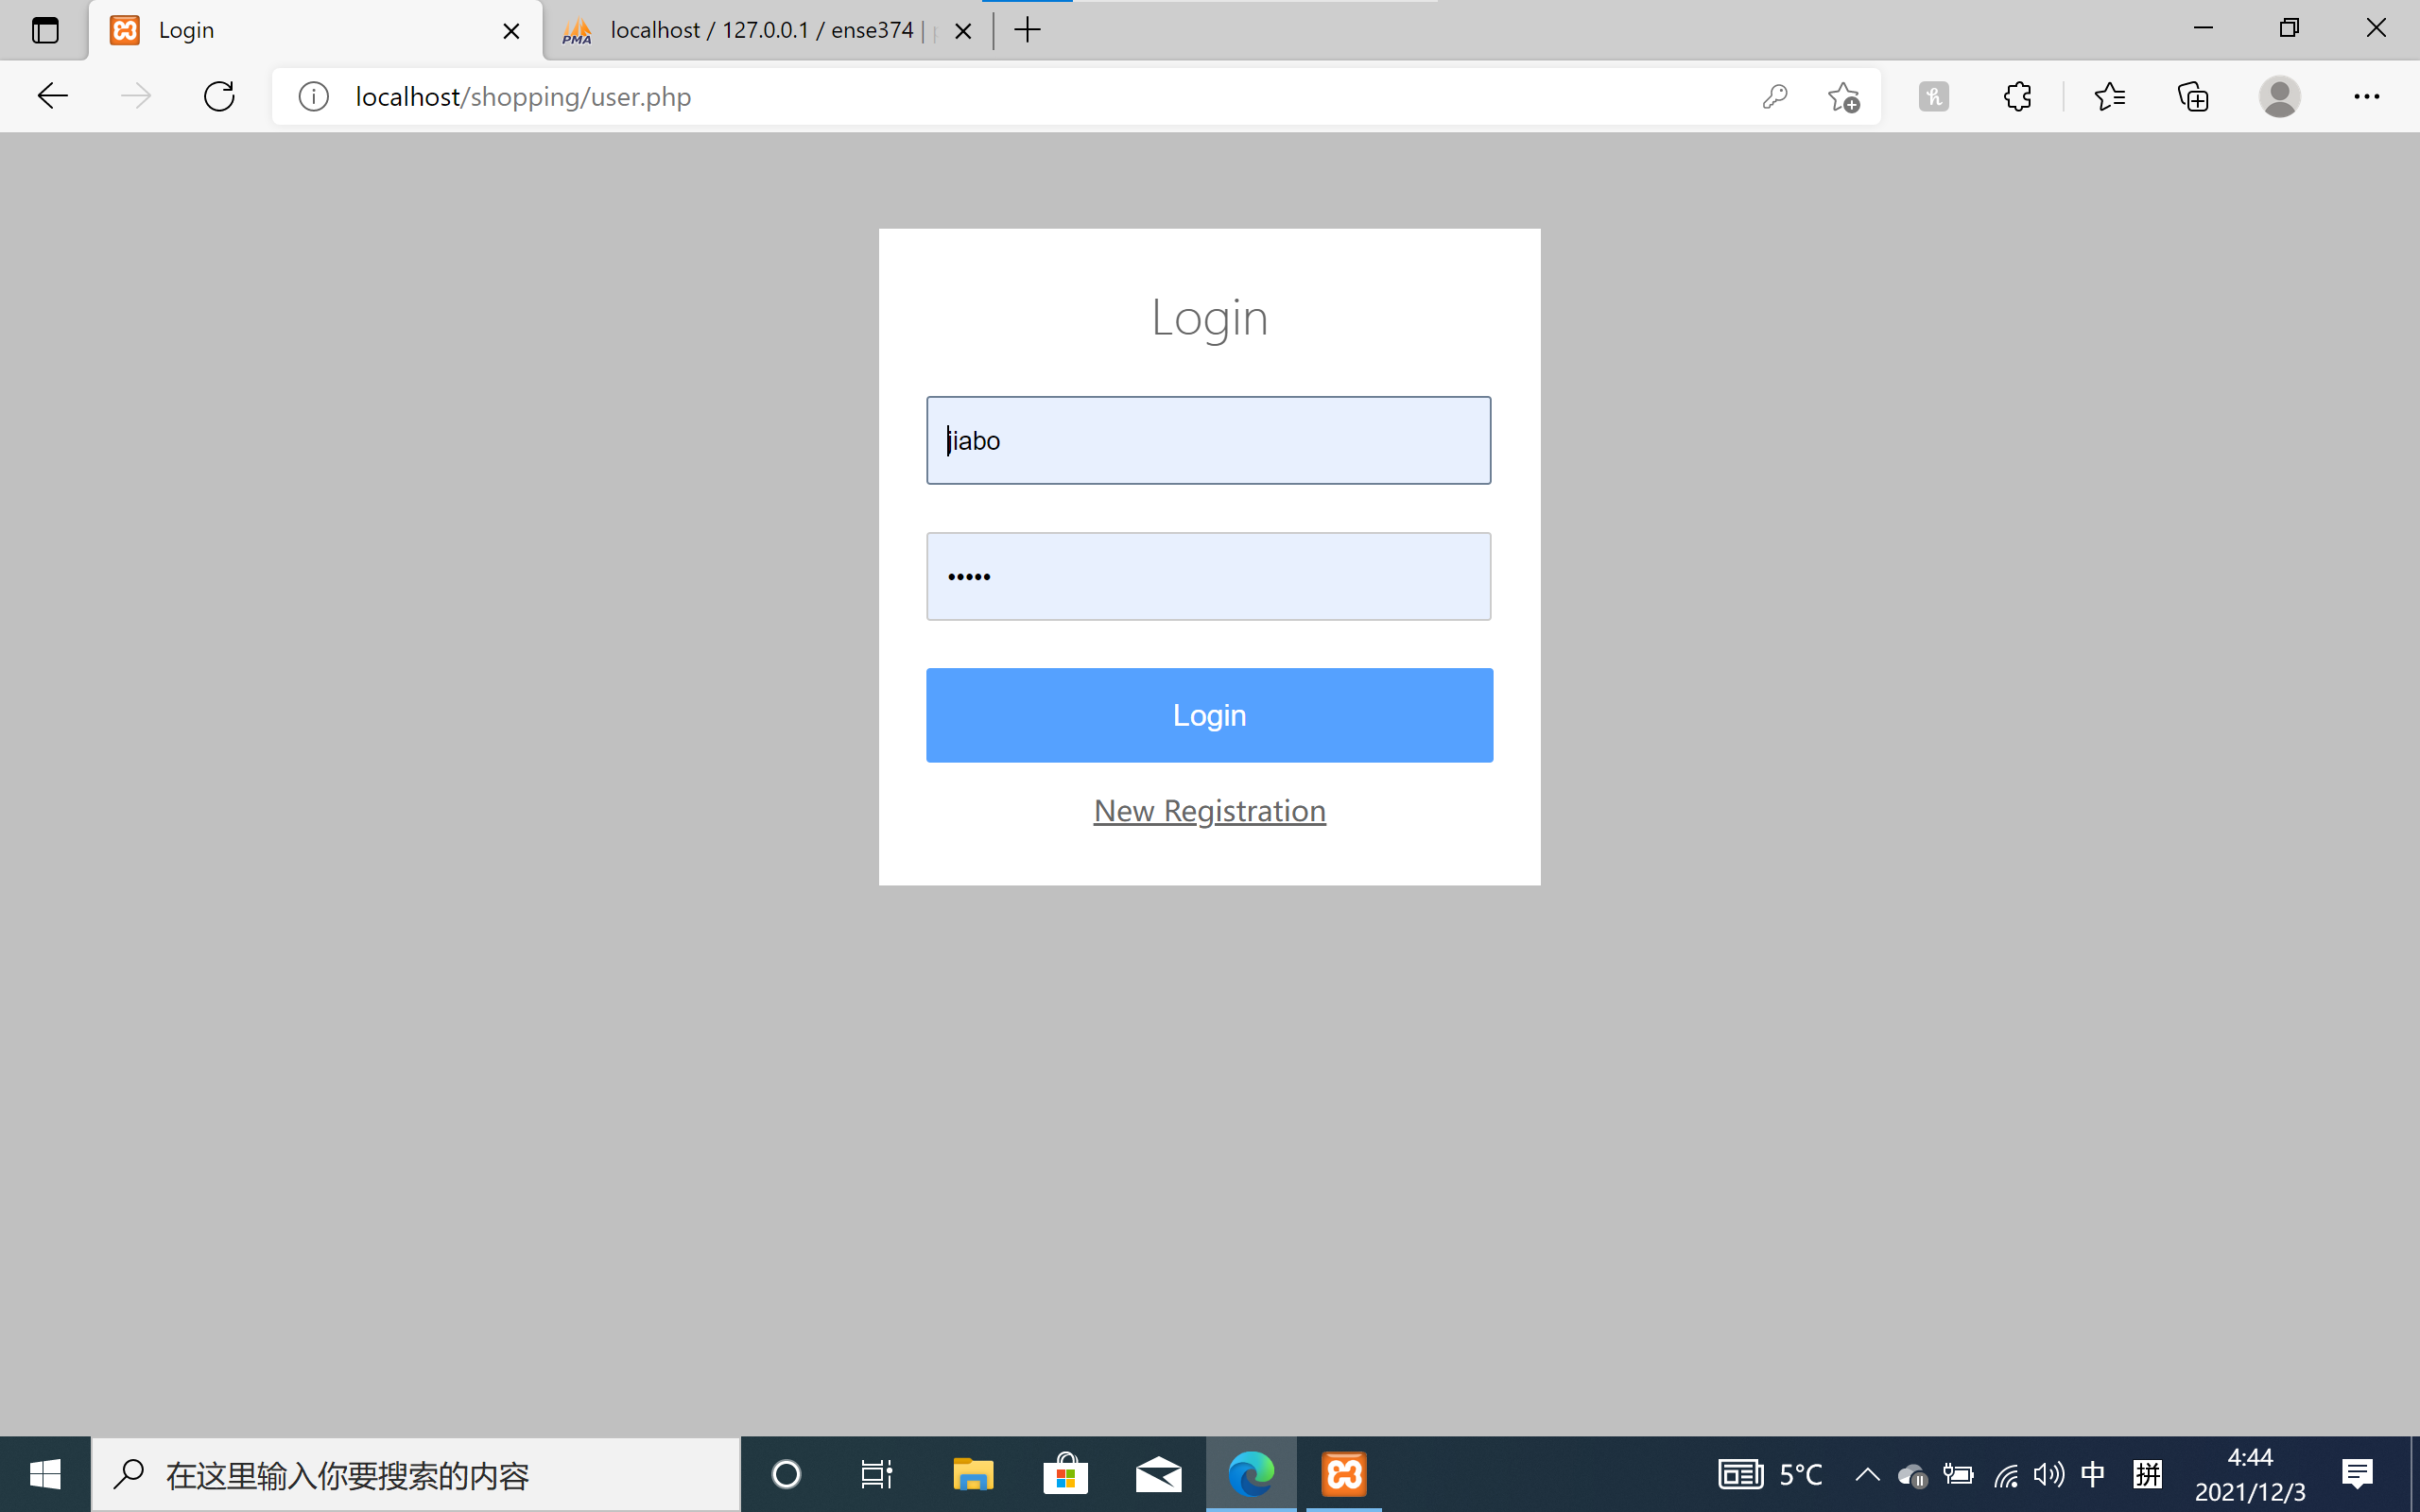 Login
PMA
localhost / 127.0.0.1 / ense374 |
localhost/shopping/user.php
Login
jiabo
•••••
Login
New Registration
在这里输入你要搜索的内容
5°C
中
拼
4:44
2021/12/3